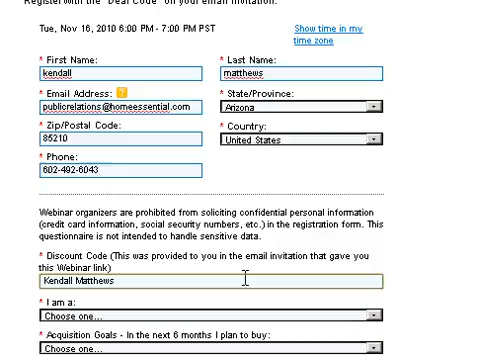 Register with the "Deal Code" on your email invitation.
Tue, Nov 16, 2010 6:00 PM - 7:00 PM PST
Show time in my
time zone
* First Name:
* Last Name:
kendall
matthews
* Email Address: ?
* State/Province:
publicrelations@homeessential.com
Arizona
* Zip/Postal Code:
* Country:
85210
United States
* Phone:
602-492-6043
Webinar organizers are prohibited from soliciting confidential personal information
(credit card information, social security numbers, etc.) in the registration form. This
questionnaire is not intended to handle sensitive data.
* Discount Code (This was provided to you in the email invitation that gave you
this Webinar link)
Kendall Matthews
* I am a:
Choose one...
* Acquisition Goals - In the next 6 months I plan to buy:
Choose one...